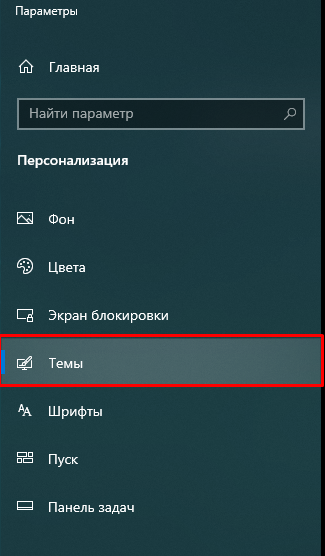 Параметры
Главная
Найти параметр
Персонализация
Фон
Цвета
Экран блокировки
Темы
Шрифты
Пуск
Панель задач